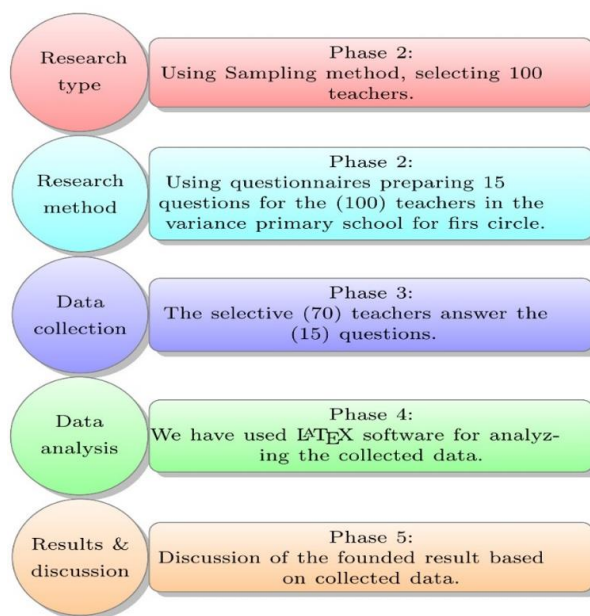 Research
type
Phase 2:
Using Sampling method, selecting 100
teachers.
Research
method
Phase 2:
Using questionnaires preparing 15
questions for the (100) teachers in the
variance primary school for firs circle.
Data
collection
Phase 3:
The selective (70) teachers answer the
(15) questions.
Data
analysis
Phase 4:
We have used LATEX software for analyz-
ing the collected data.
Results &
discussion
Phase 5:
Discussion of the founded result based
on collected data.